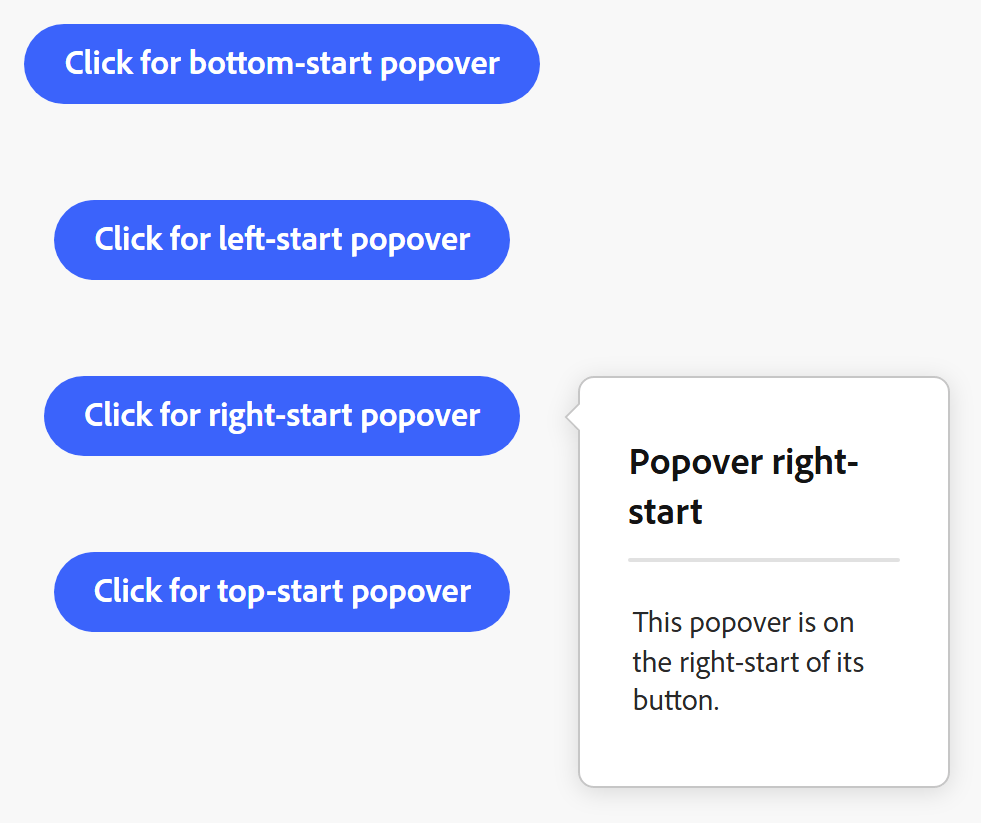 Click for bottom-start popover
Click for left-start popover
Click for right-start popover
Click for top-start popover
Popover right-
start
This popover is on
the right-start of its
button.